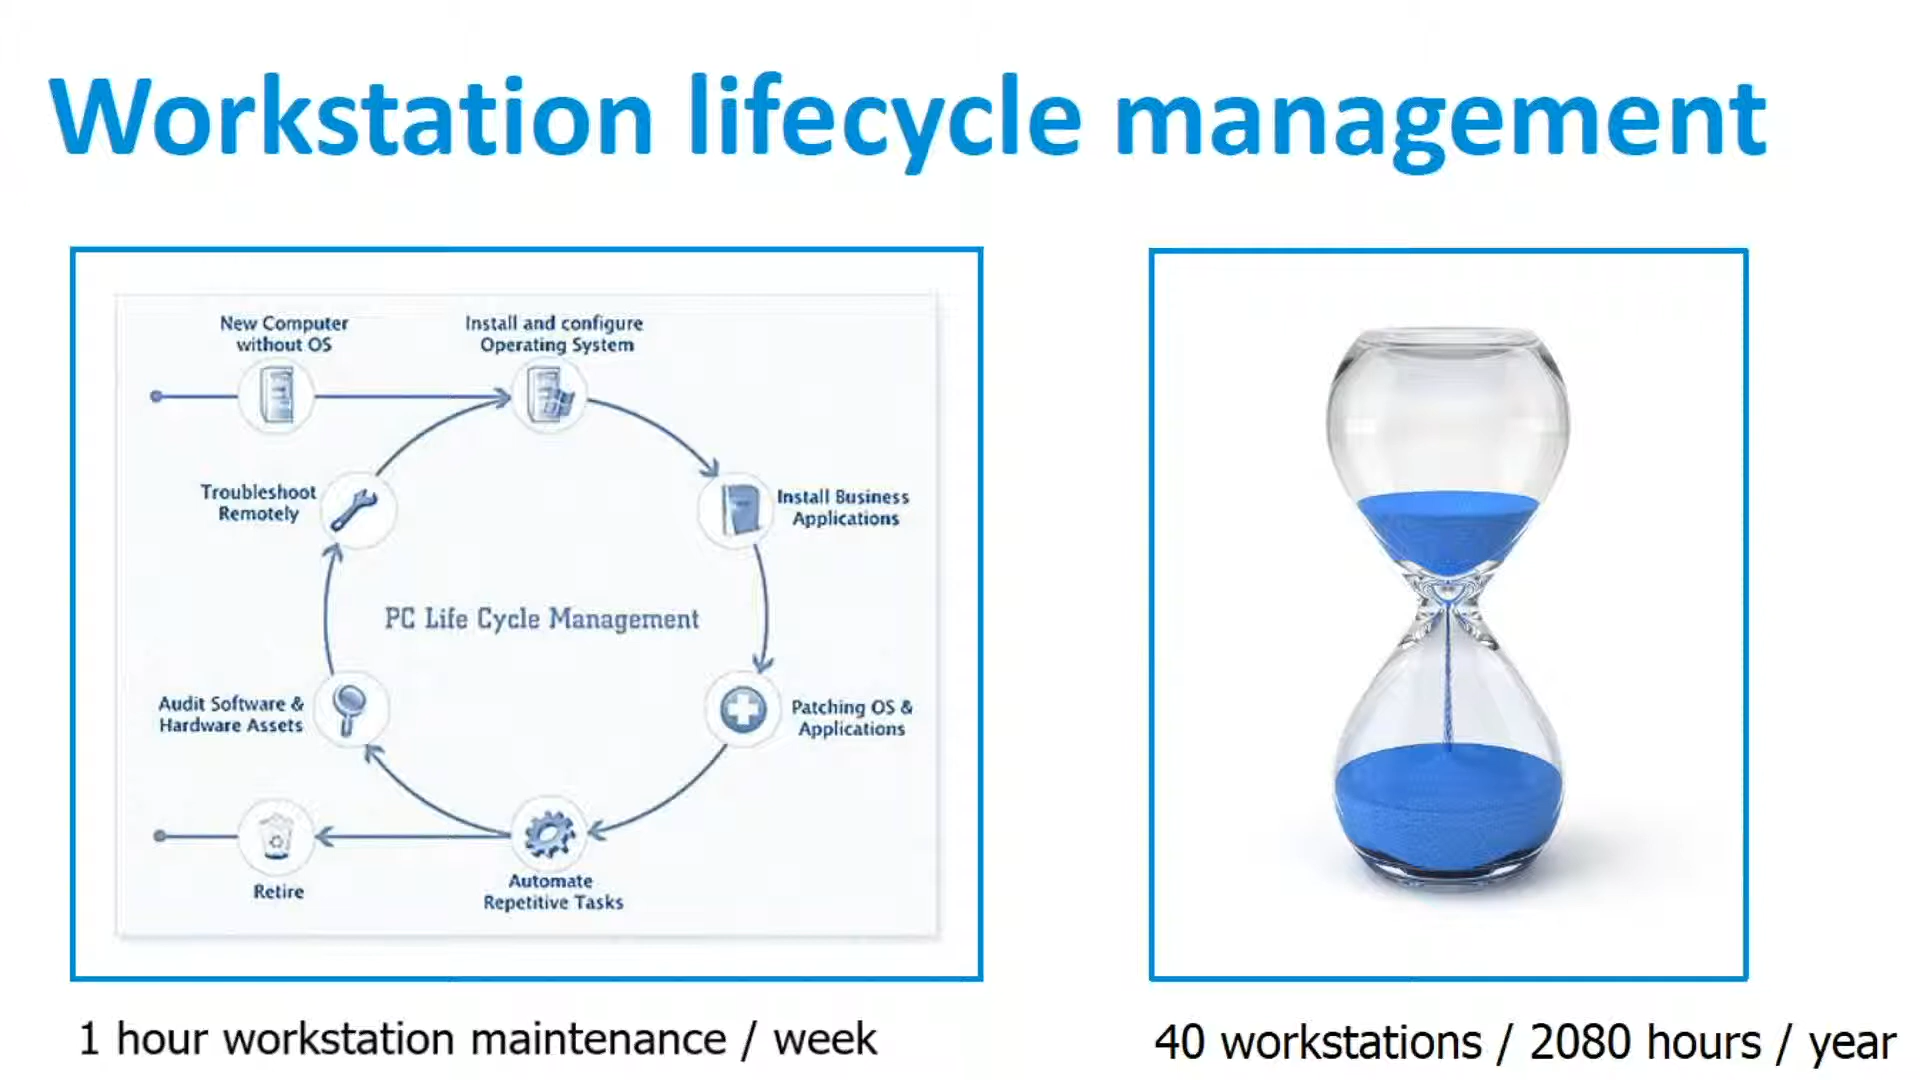 Workstation lifecycle management
New Computer
without OS
Install and configure
Operating System
Troubleshoot
Remotely
Install Business
Applications
PC Life Cycle Management
Audit Software &
Hardware Assets
Patching OS &
Applications
Retire
Automate
Repetitive Tasks
1 hour workstation maintenance / week
40 workstations / 2080 hours / year